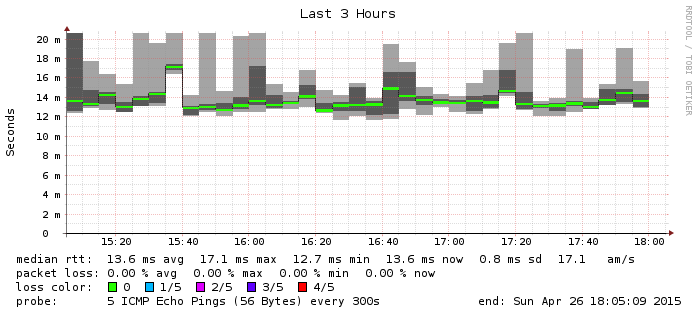 Last 3 Hours
RRDTOOL / TOBI OETIKER
Seconds
20 m
18 m
16 m
14 m
12 m
10 m
8 m
6 m
4 m
2 m
0
15:20 15:40 16:00 16:20 16:40 17:00 17:20 17:40 18:00
median rtt: 13.6 ms avg 17.1 ms max 12.7 ms min 13.6 ms now 0.8 ms sd 17.1 am/s
packet loss: 0.00 % avg 0.00 % max 0.00 % min 0.00 % now
loss color: 0 1/5 2/5 3/5 4/5
probe: 5 ICMP Echo Pings (56 Bytes) every 300s end: Sun Apr 26 18:05:09 2015